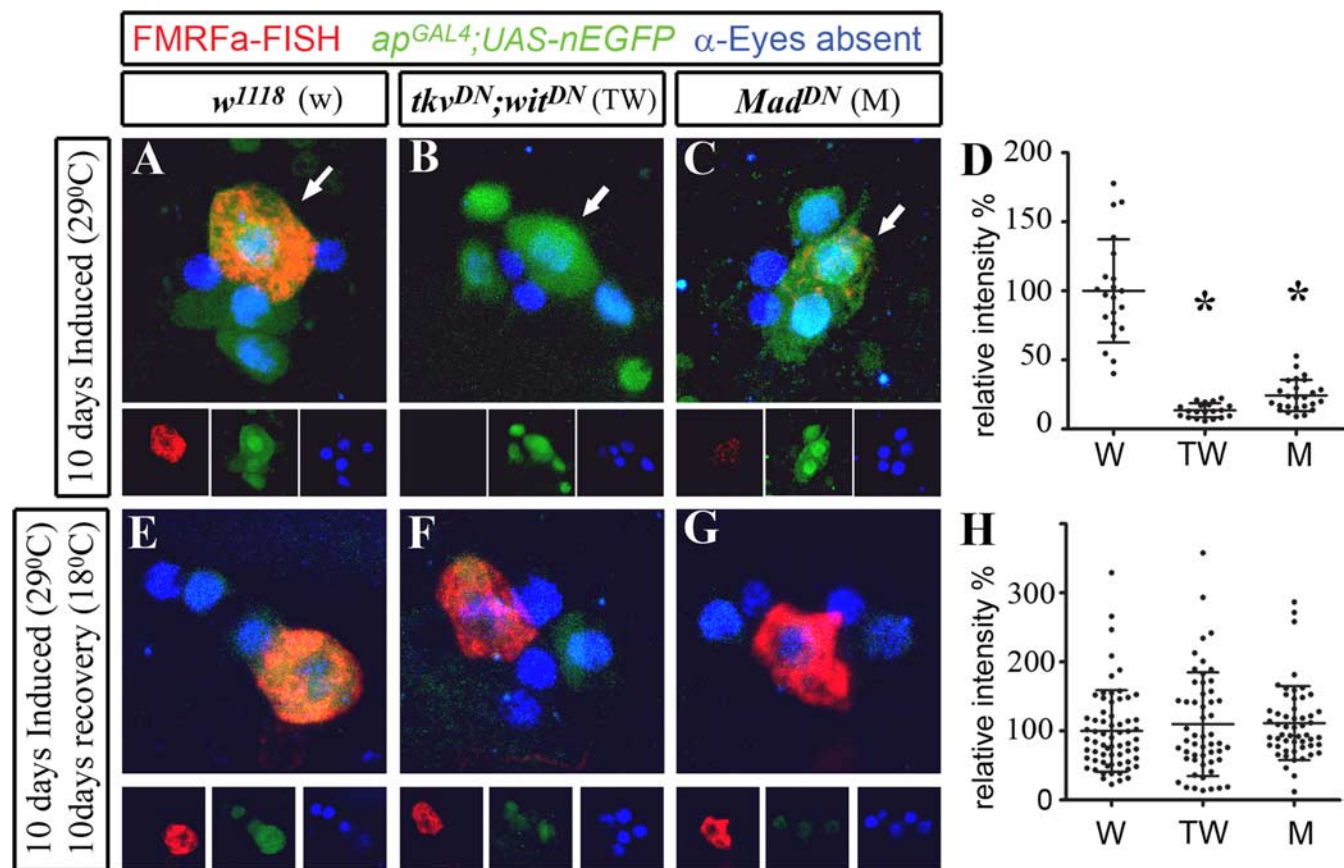 FMRFa-FISH apGAL4;UAS-nEGFP α-Eyes absent
w1118 (w)
tkvDN;witDN (TW)
MadDN (M)
10 days Induced (29⁰C)
A
B
C
D
relative intensity %
200
150
100
50
0
*
*
W
TW
M
10 days Induced (29⁰C)
10days recovery (18⁰C)
E
F
G
H
relative intensity %
300
200
100
0
W
TW
M